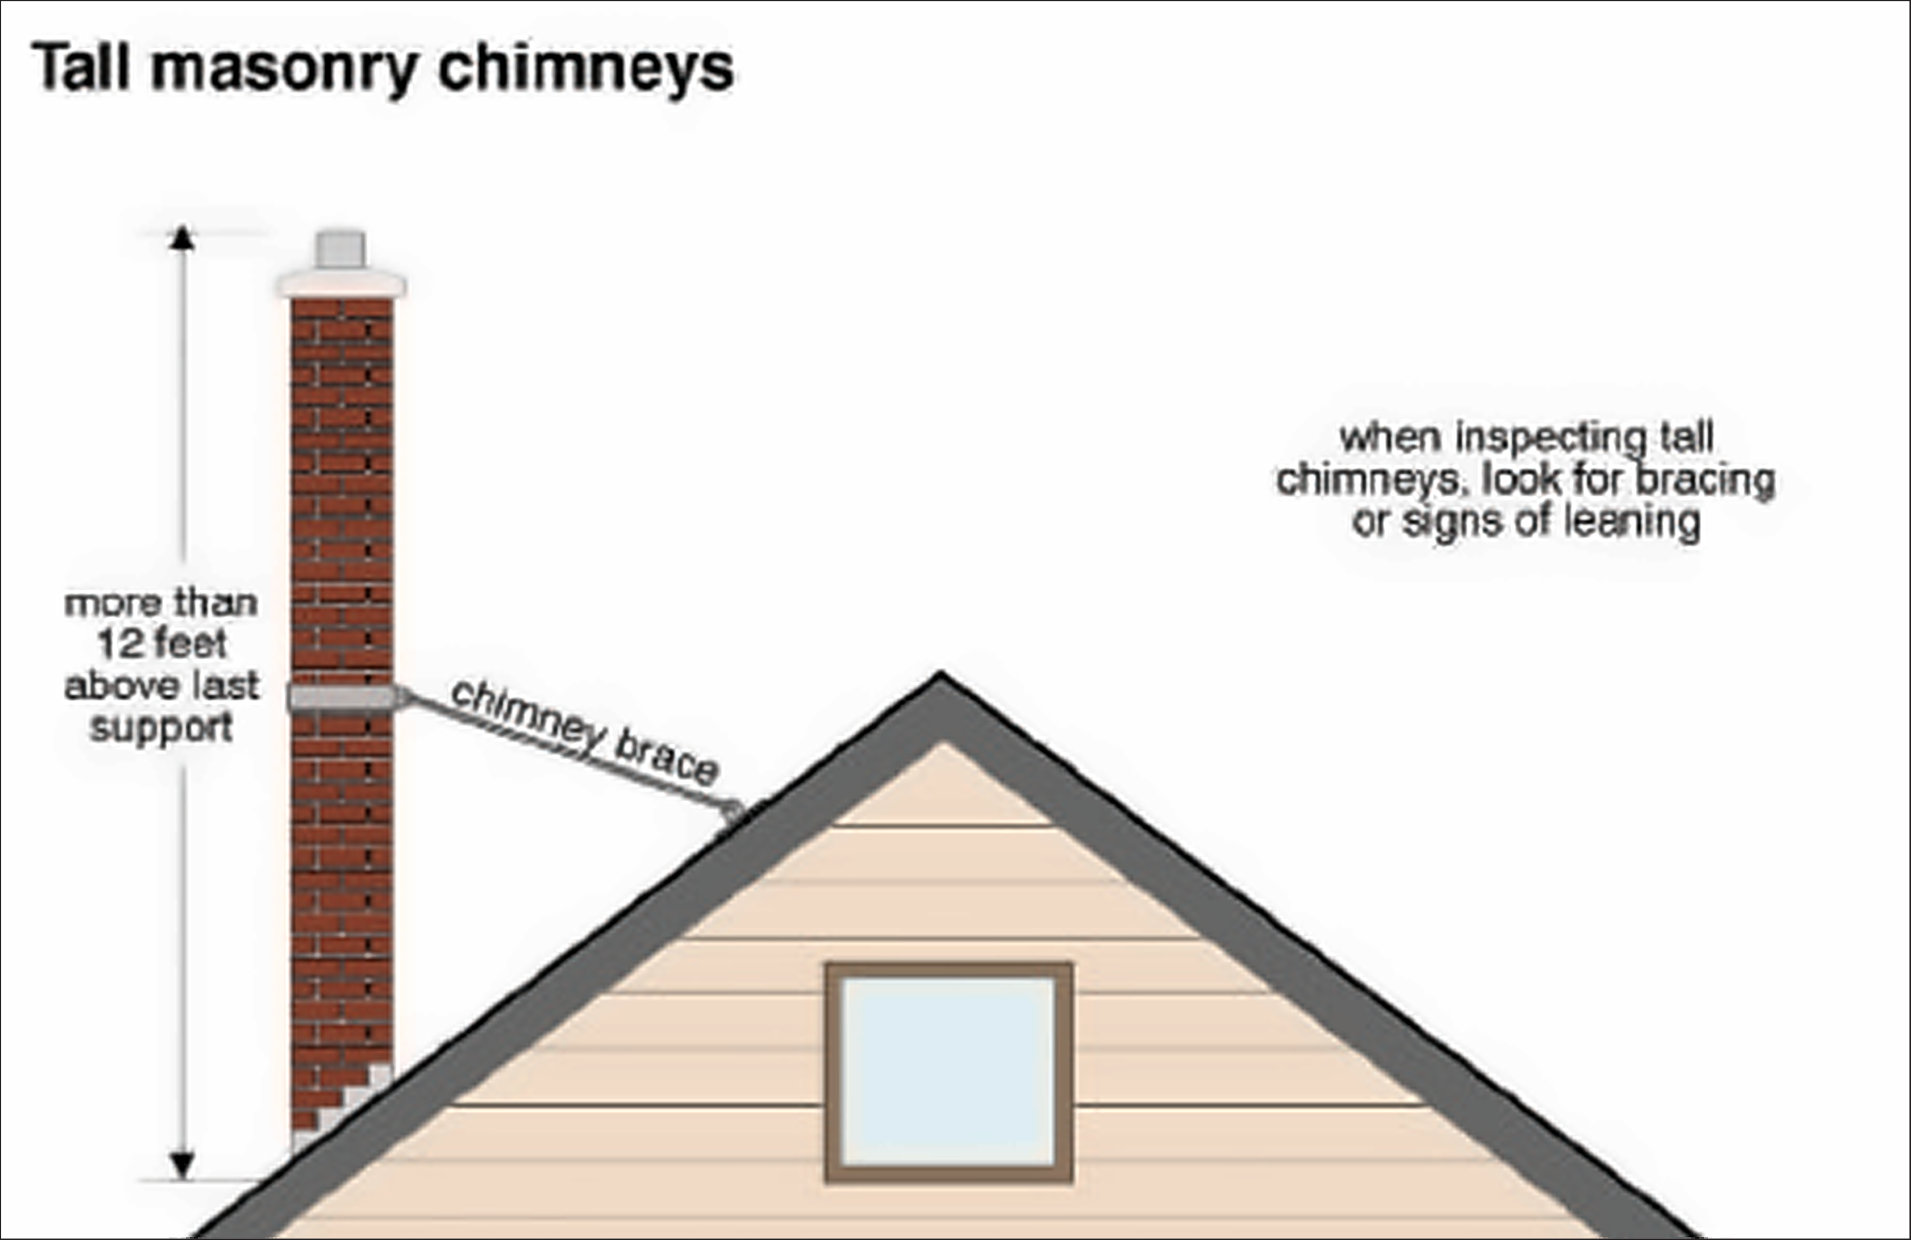 Tall masonry chimneys
more than
12 feet
above last
support
chimney brace
when inspecting tall
chimneys, look for bracing
or signs of leaning